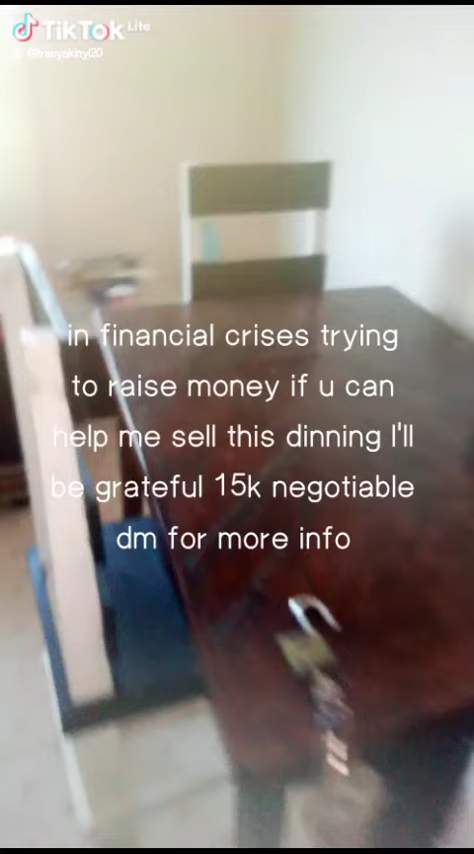 TikTok Lite
@tracyakinyi20
in financial crises trying
to raise money if u can
help me sell this dinning I'll
be grateful 15k negotiable
dm for more info